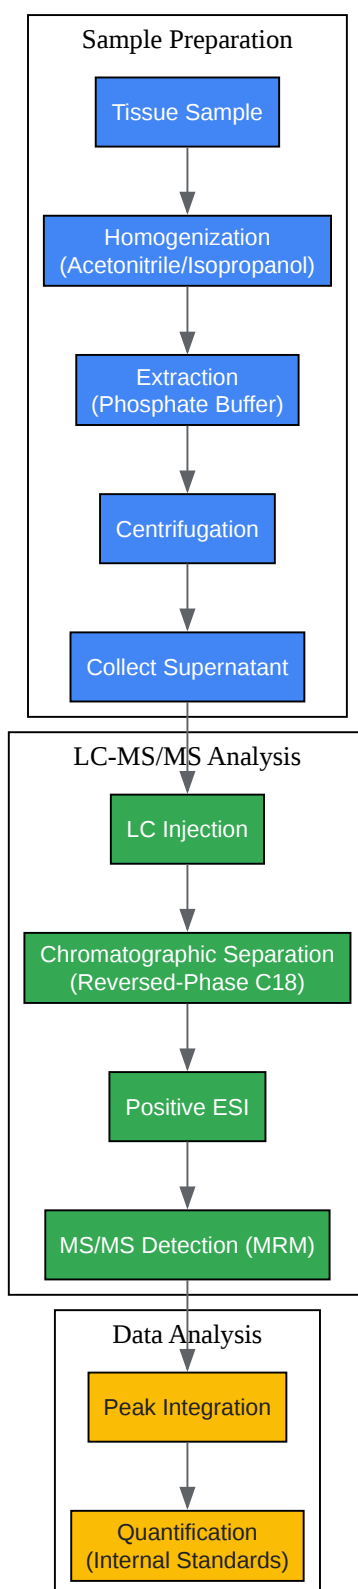 Sample Preparation
Tissue Sample
Homogenization
(Acetonitrile/Isopropanol)
Extraction
(Phosphate Buffer)
Centrifugation
Collect Supernatant
LC-MS/MS Analysis
LC Injection
Chromatographic Separation
(Reversed-Phase C18)
Positive ESI
MS/MS Detection (MRM)
Data Analysis
Peak Integration
Quantification
(Internal Standards)